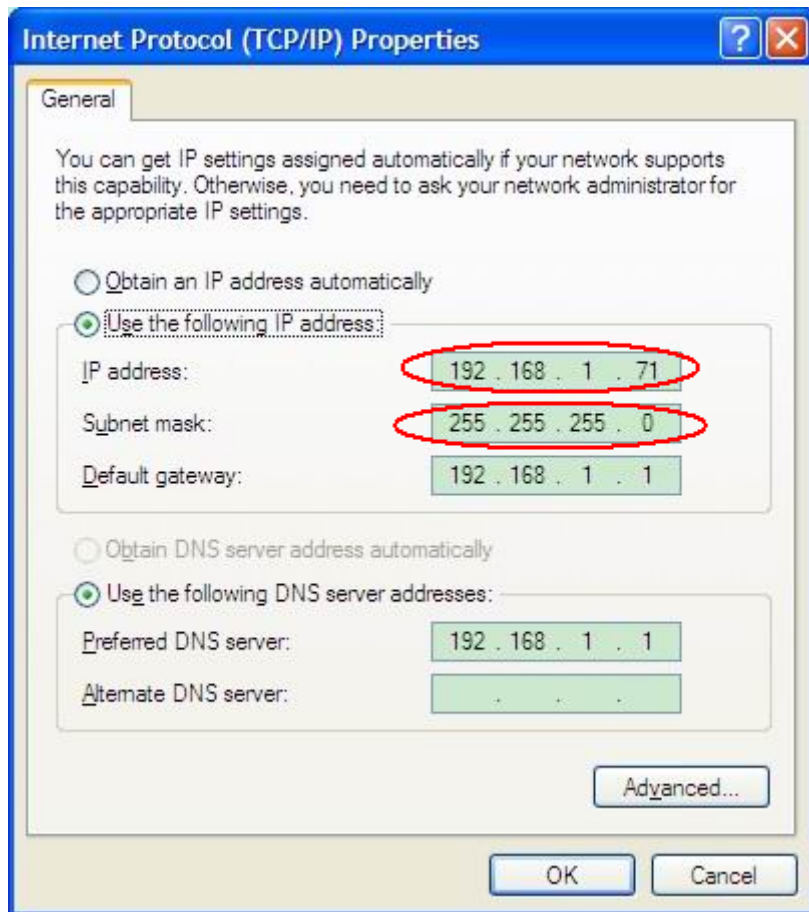 Internet Protocol (TCP/IP) Properties
General
You can get IP settings assigned automatically if your network supports
this capability. Otherwise, you need to ask your network administrator for
the appropriate IP settings.
Obtain an IP address automatically
Use the following IP address:
IP address: 192 . 168 . 1 . 71
Subnet mask: 255 . 255 . 255 . 0
Default gateway: 192 . 168 . 1 . 1
Obtain DNS server address automatically
Use the following DNS server addresses:
Preferred DNS server: 192 . 168 . 1 . 1
Alternate DNS server: . . .
Advanced...
OK Cancel